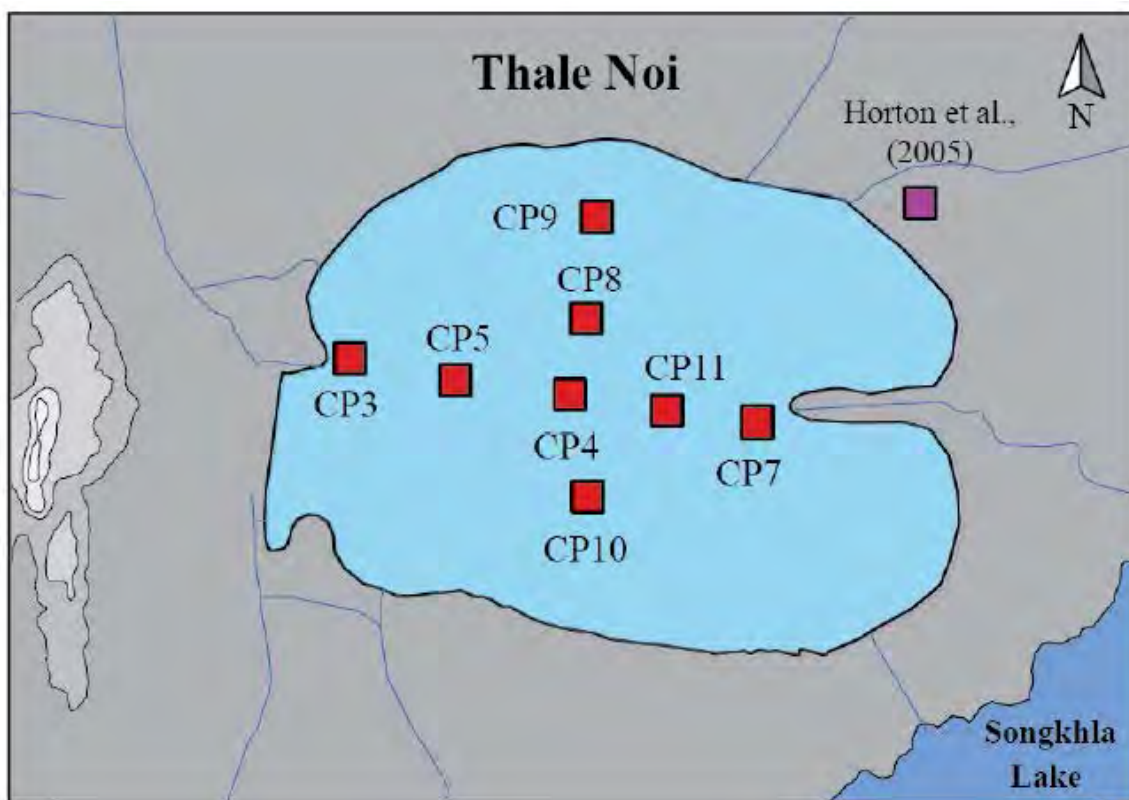 Thale Noi
N
Horton et al.,
(2005)
CP9
CP8
CP5
CP11
CP3
CP4
CP7
CP10
Songkhla
Lake